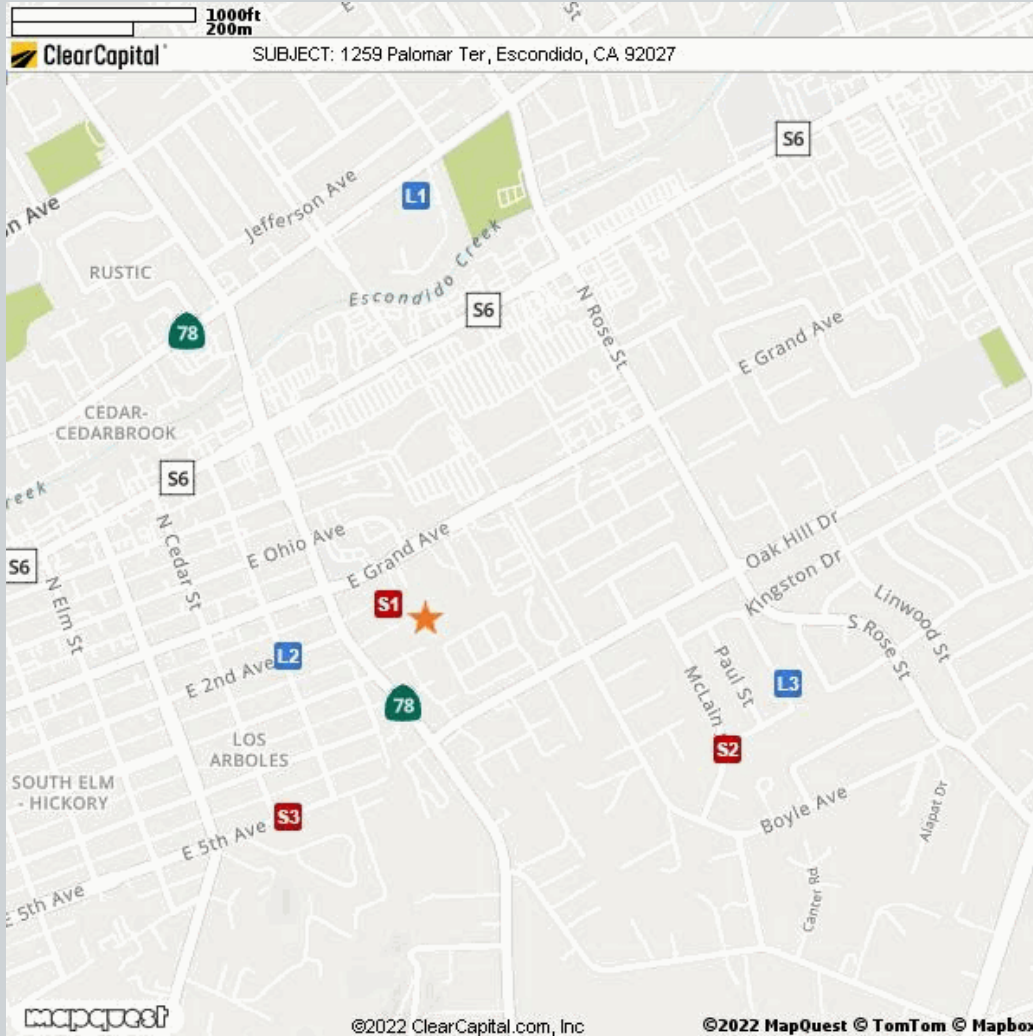 1000ft
200m
ClearCapital
SUBJECT: 1259 Palomar Ter, Escondido, CA 92027
St
S6
L1
Jefferson Ave
on Ave
RUSTIC
Escondido Creek
S6
N Rose St
78
E Grand Ave
CEDAR-
CEDARBROOK
S6
reek
N Cedar St
E Ohio Ave
E Grand Ave
Oak Hill Dr
Kingston Dr
S6
N Elm St
S1
Linwood St
S Rose St
L2
E 2nd Ave
Paul St
McLain
L3
78
LOS
ARBOLES
S2
SOUTH ELM
- HICKORY
Boyle Ave
Alapat Dr
S3
E 5th Ave
Canter Rd
E 5th Ave
mapquest
©2022 ClearCapital.com, Inc
©2022 MapQuest © TomTom © Mapbox